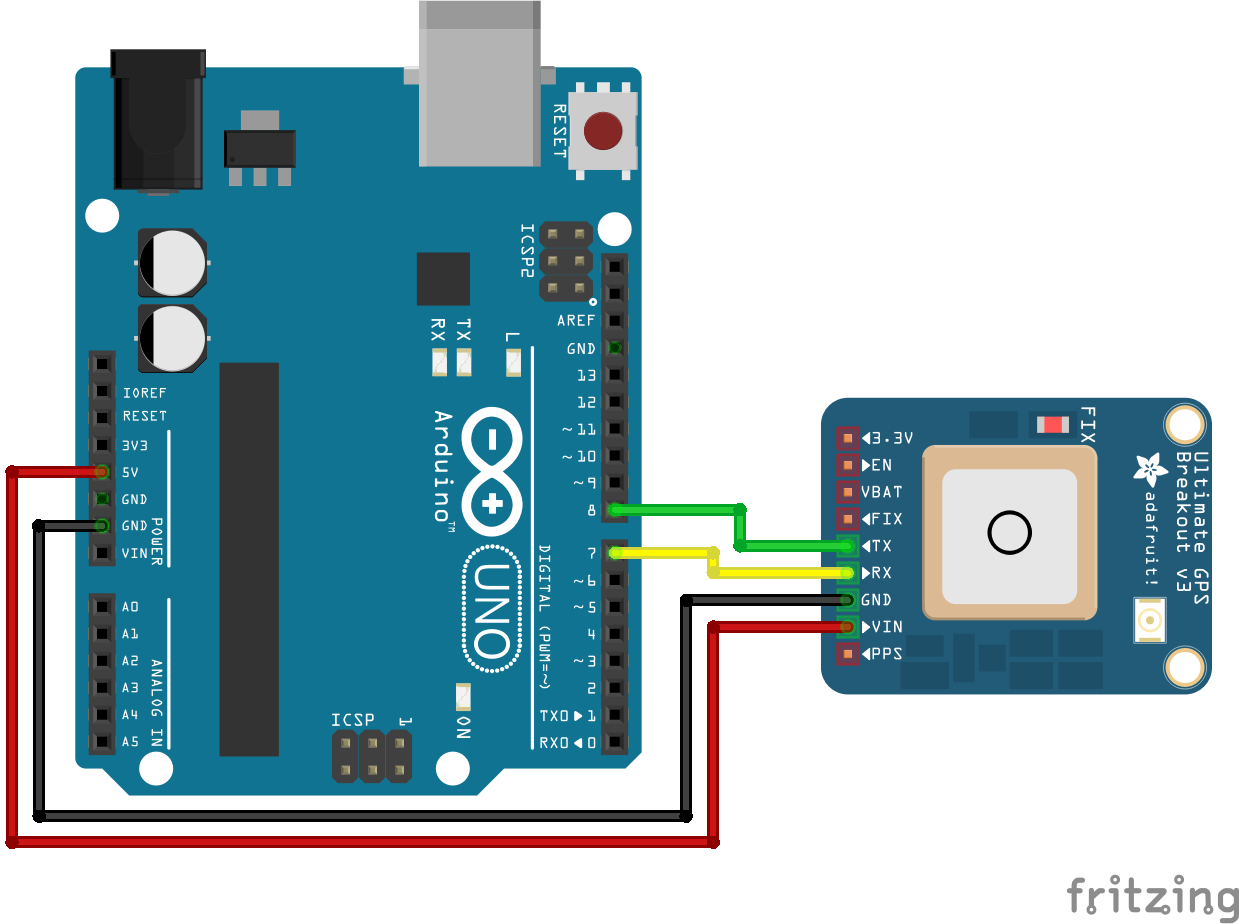 RESET
ICSP2
AREF
GND
13
12
~11
~10
~9
8
7
~6
~5
4
~3
2
TX0▶1
RX0◀0
DIGITAL (PWM=~)
RX
TX
L
Arduino™
UNO
ON
ICSP
1
IOREF
RESET
3V3
5V
GND
GND
VIN
POWER
A0
A1
A2
A3
A4
A5
ANALOG IN
◀3.3V
▶EN
VBAT
◀FIX
◀TX
▶RX
GND
▶VIN
◀PPS
FIX
Ultimate GPS
Breakout v3
adafruit!
fritzing